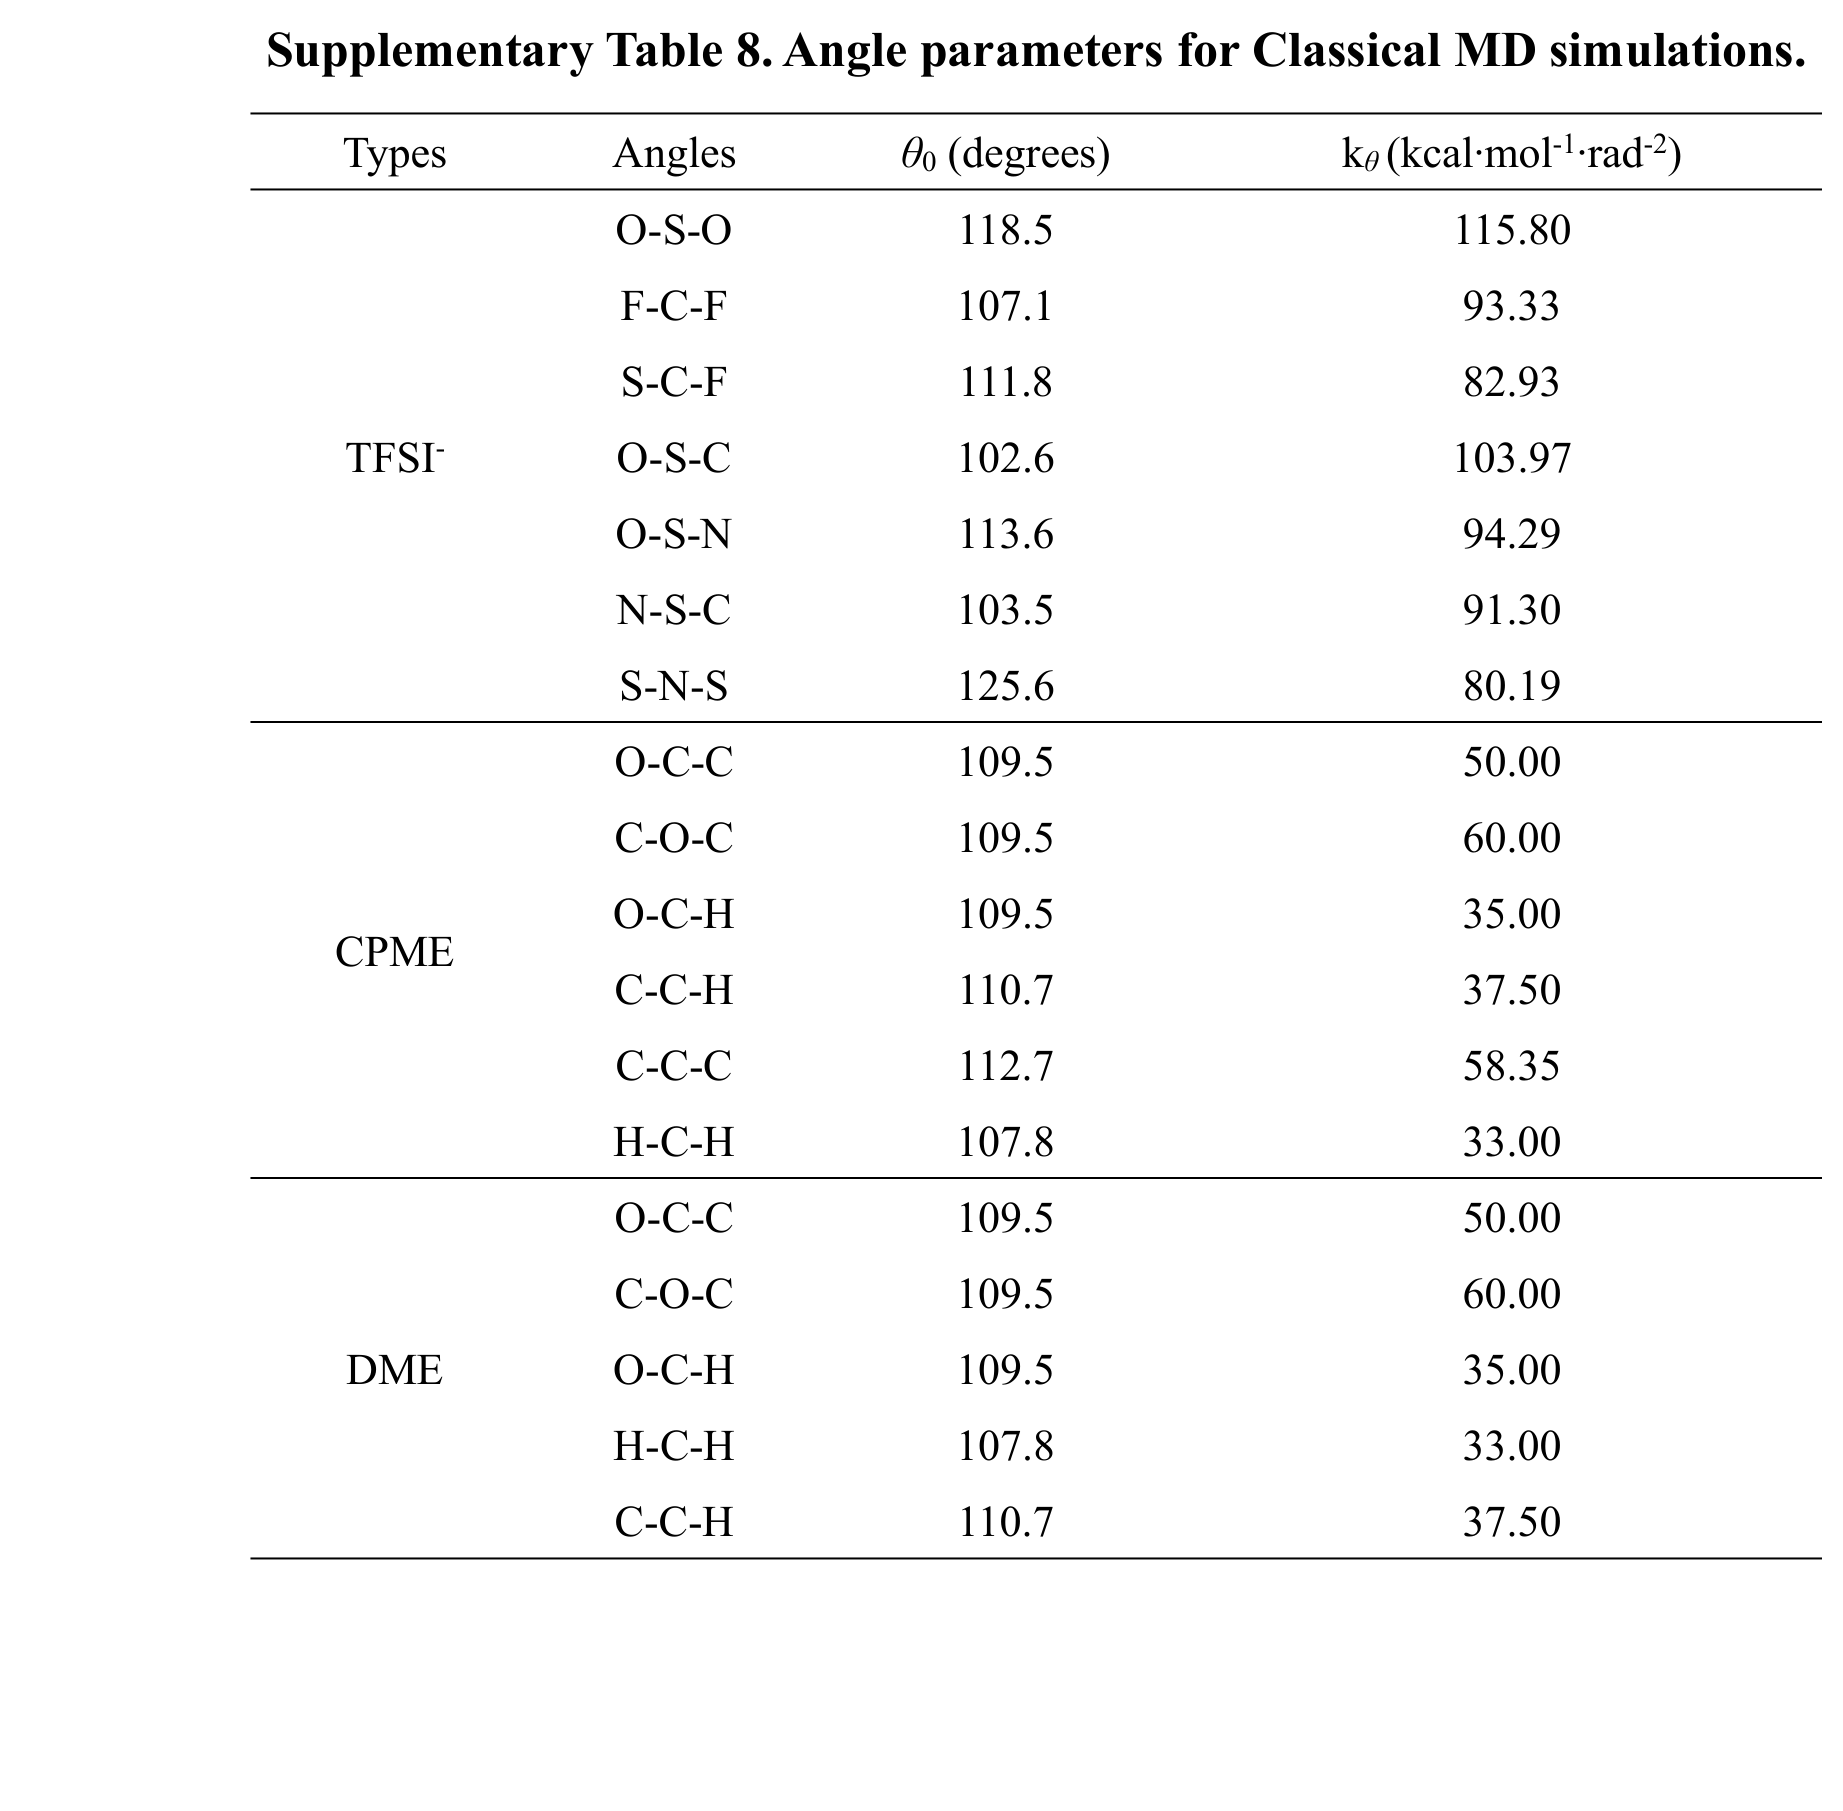 Supplementary Table 8. Angle parameters for Classical MD simulations.
Types Angles θ0 (degrees) kθ (kcal·mol-1·rad-2)
O-S-O 118.5 115.80
F-C-F 107.1 93.33
S-C-F 111.8 82.93
TFSI- O-S-C 102.6 103.97
O-S-N 113.6 94.29
N-S-C 103.5 91.30
S-N-S 125.6 80.19
O-C-C 109.5 50.00
C-O-C 109.5 60.00
O-C-H 109.5 35.00
CPME
C-C-H 110.7 37.50
C-C-C 112.7 58.35
H-C-H 107.8 33.00
O-C-C 109.5 50.00
C-O-C 109.5 60.00
DME O-C-H 109.5 35.00
H-C-H 107.8 33.00
C-C-H 110.7 37.50